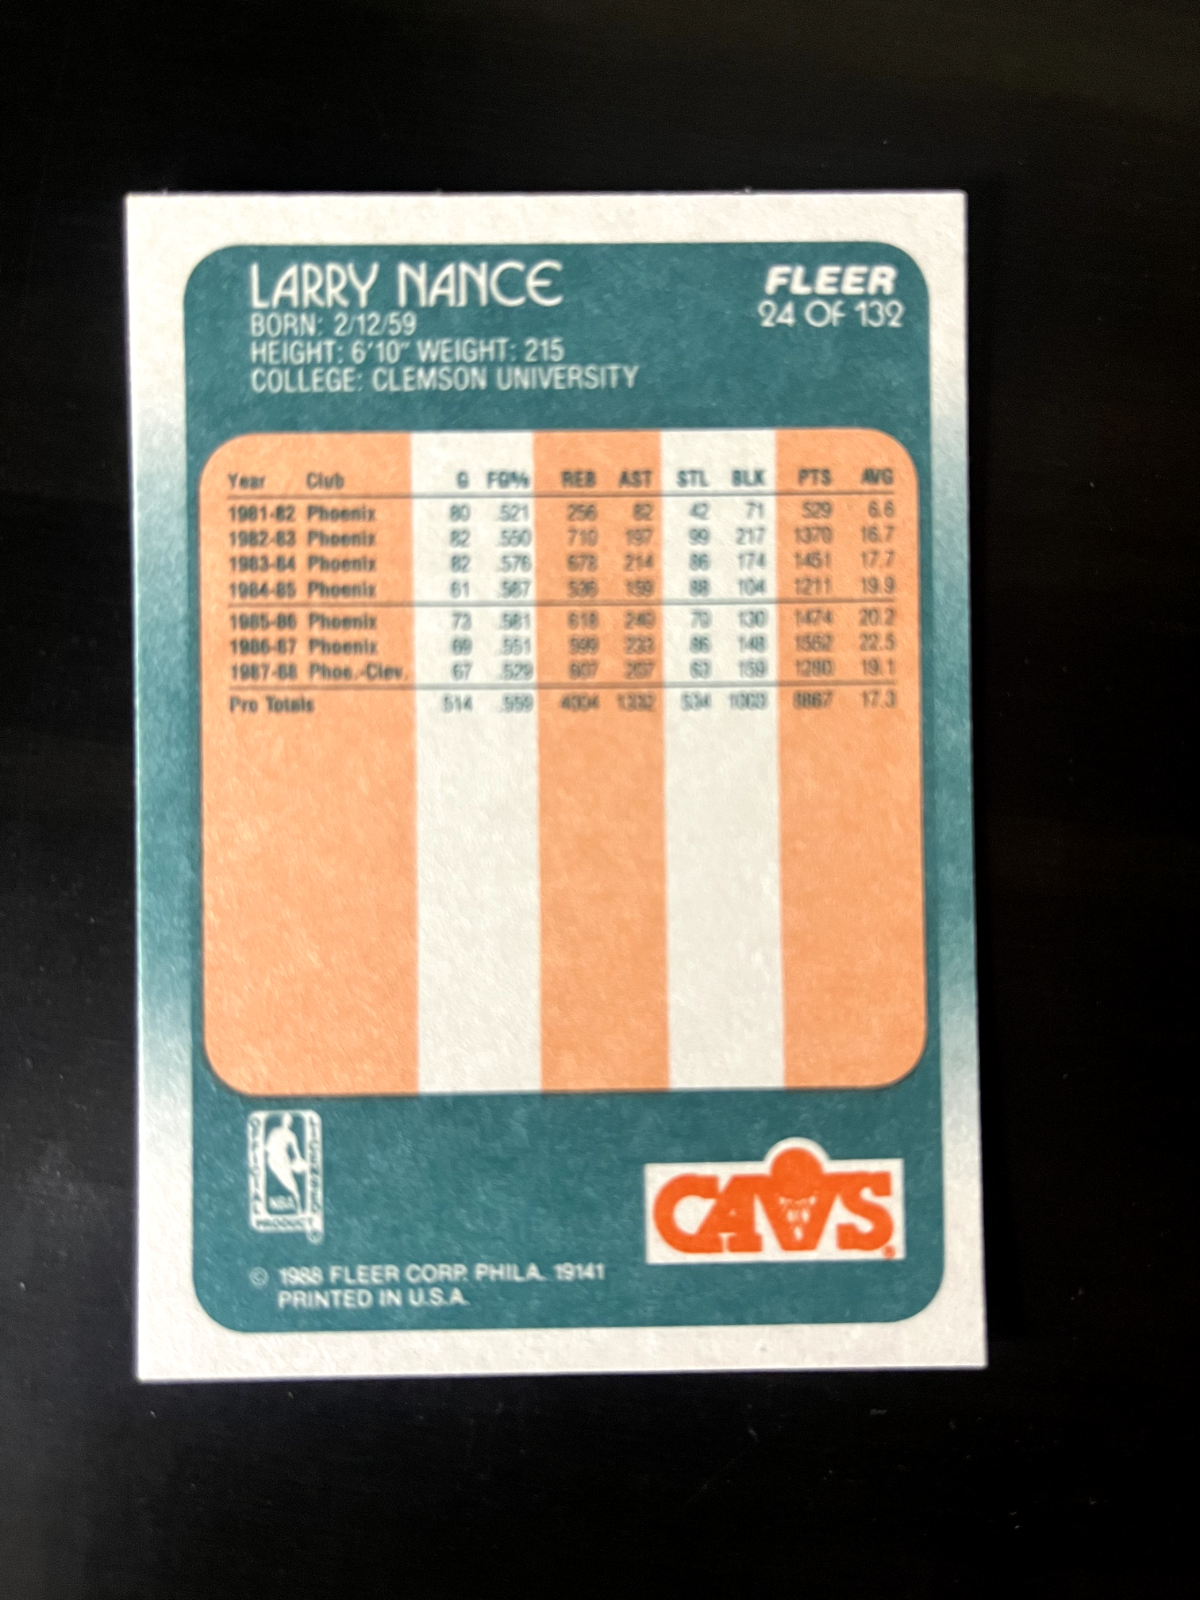 LARRY NANCE
FLEER
BORN: 2/12/59
24 OF 132
HEIGHT: 6'10" WEIGHT: 215
COLLEGE: CLEMSON UNIVERSITY
Year Club G FG% REB AST STL BLK PTS AVG
1981-82 Phoenix 80 .521 256 82 42 71 529 6.6
1982-83 Phoenix 82 .550 710 197 99 217 1370 16.7
1983-84 Phoenix 82 .576 678 214 86 174 1451 17.7
1984-85 Phoenix 61 .587 536 159 88 104 1211 19.9
1985-86 Phoenix 73 .581 618 240 70 130 1474 20.2
1986-87 Phoenix 69 .551 599 233 86 148 1552 22.5
1987-88 Phoe.-Clev. 67 .529 607 207 63 159 1280 19.1
Pro Totals 514 .559 4004 1332 534 1003 8867 17.3
OFFICIAL LICENSED
NBA
PRODUCT
CAVS
© 1988 FLEER CORP. PHILA. 19141
PRINTED IN U.S.A.